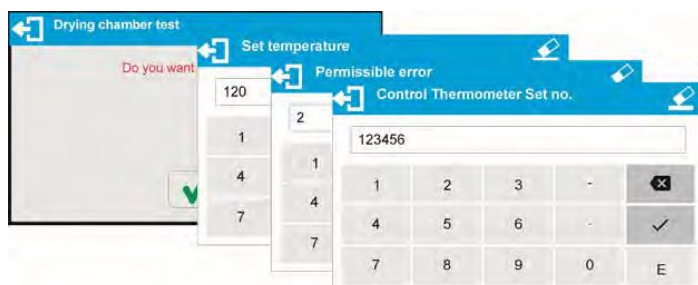 Drying chamber test
Do you want
Set temperature
120
1
4
7
Permissible error
2
1
4
7
Control Thermometer Set no.
123456
1 2 3 -
4 5 6 .
7 8 9 0 E